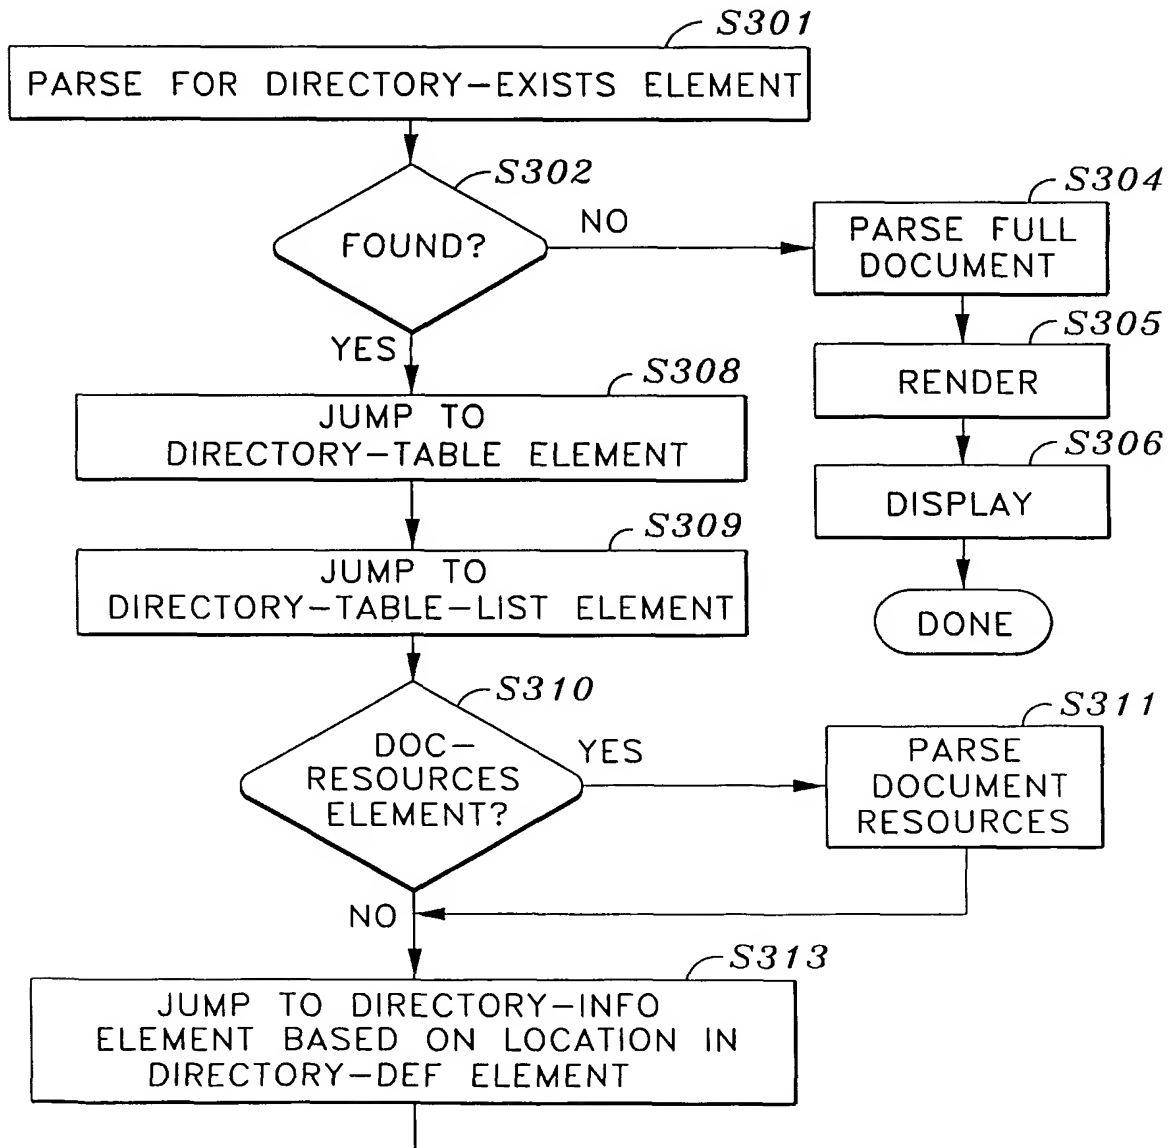 S301
PARSE FOR DIRECTORY–EXISTS ELEMENT
S302
FOUND?
NO
YES
S304
PARSE FULL
DOCUMENT
S305
RENDER
S306
DISPLAY
DONE
S308
JUMP TO
DIRECTORY–TABLE ELEMENT
S309
JUMP TO
DIRECTORY–TABLE–LIST ELEMENT
S310
DOC–
RESOURCES
ELEMENT?
YES
NO
S311
PARSE
DOCUMENT
RESOURCES
S313
JUMP TO DIRECTORY–INFO
ELEMENT BASED ON LOCATION IN
DIRECTORY–DEF ELEMENT